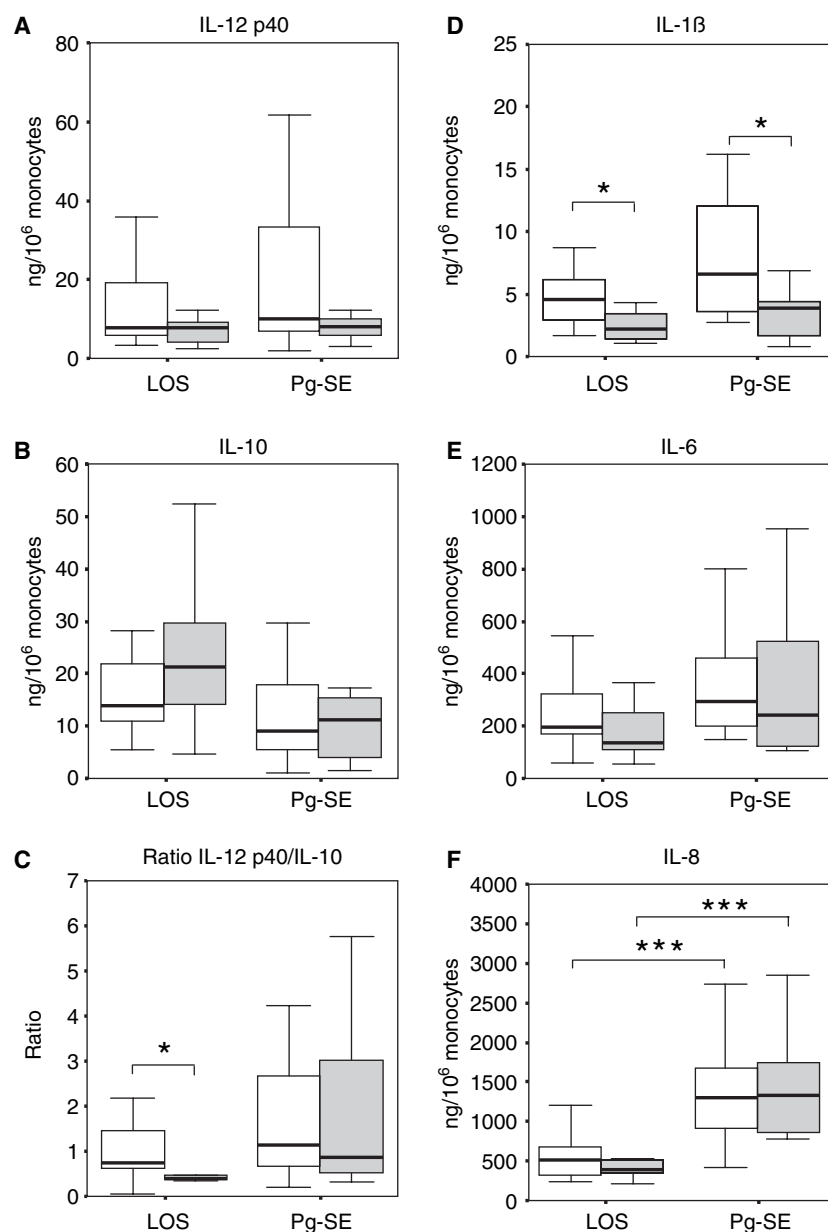 A
IL-12 p40
80
60
40
20
0
ng/10⁶ monocytes
LOS
Pg-SE
D
IL-1ß
25
20
15
10
5
0
ng/10⁶ monocytes
*
*
LOS
Pg-SE
B
IL-10
60
50
40
30
20
10
0
ng/10⁶ monocytes
LOS
Pg-SE
E
IL-6
1200
1000
800
600
400
200
0
ng/10⁶ monocytes
LOS
Pg-SE
C
Ratio IL-12 p40/IL-10
7
6
5
4
3
2
1
0
Ratio
*
LOS
Pg-SE
F
IL-8
4000
3500
3000
2500
2000
1500
1000
500
0
ng/10⁶ monocytes
***
***
LOS
Pg-SE